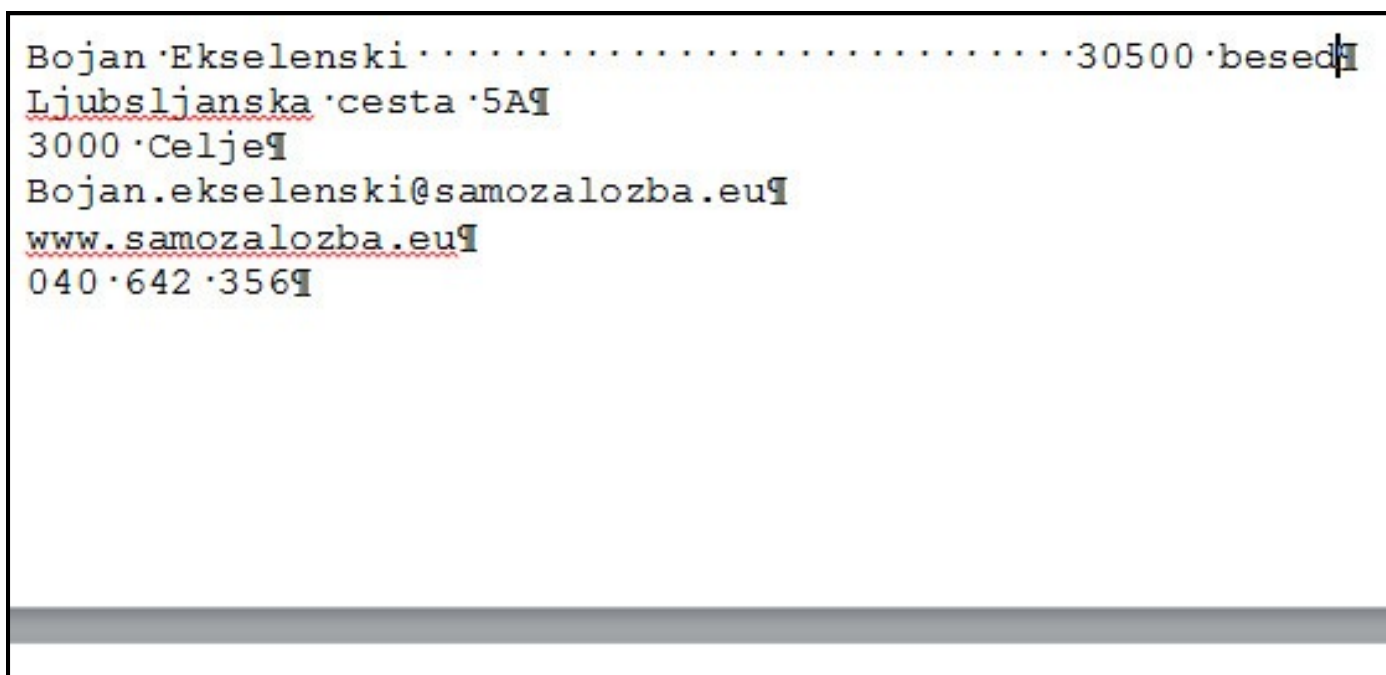 Bojan Ekselenski                            30500 besed¶
Ljubsljanska cesta 5A¶
3000 Celje¶
Bojan.ekselenski@samozalozba.eu¶
www.samozalozba.eu¶
040 642 356¶